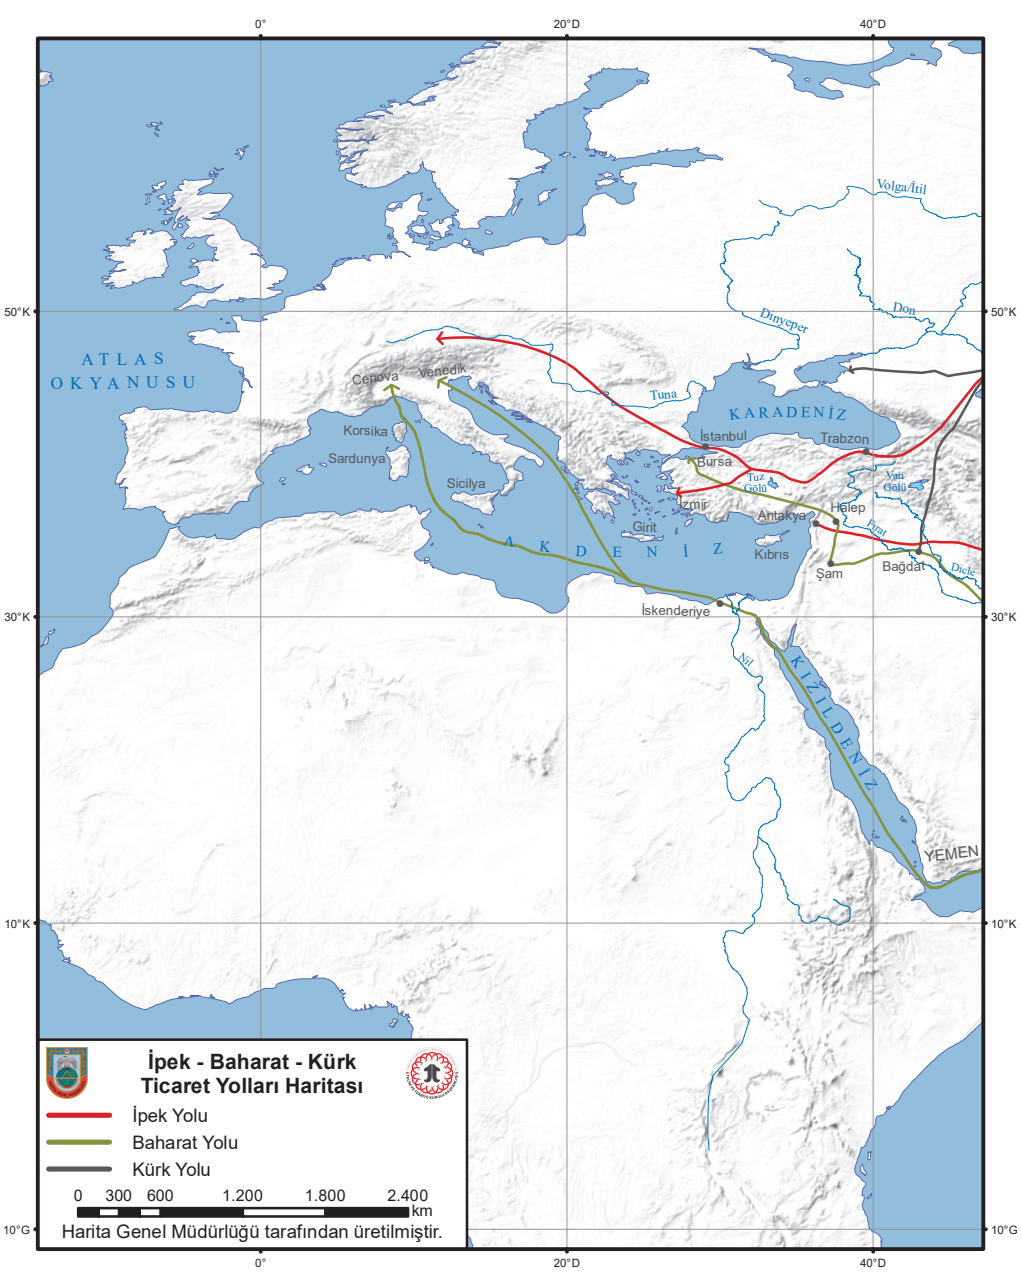 0°
20°D
40°D
Volga/İtil
50°K
Don
Dinyeper
50°K
ATLAS
OKYANUSU
Cenova
Venedik
Tuna
KARADENİZ
Korsika
İstanbul
Trabzon
Sardunya
Bursa
Sicilya
Tuz
Gölü
Van
Gölü
İzmir
Antakya
Halep
Girit
Fırat
AKDENİZ
Kıbrıs
Şam
Bağdat
Dicle
İskenderiye
30°K
30°K
Nil
KIZILDENİZ
YEMEN
10°K
10°K
İpek - Baharat - Kürk
Ticaret Yolları Haritası
İpek Yolu
Baharat Yolu
Kürk Yolu
0 300 600 1.200 1.800 2.400
km
Harita Genel Müdürlüğü tarafından üretilmiştir.
10°G
10°G
0°
20°D
40°D